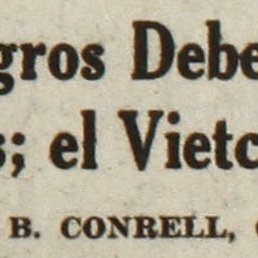 gros Debe
s; el Vietc
B. CONRELL,